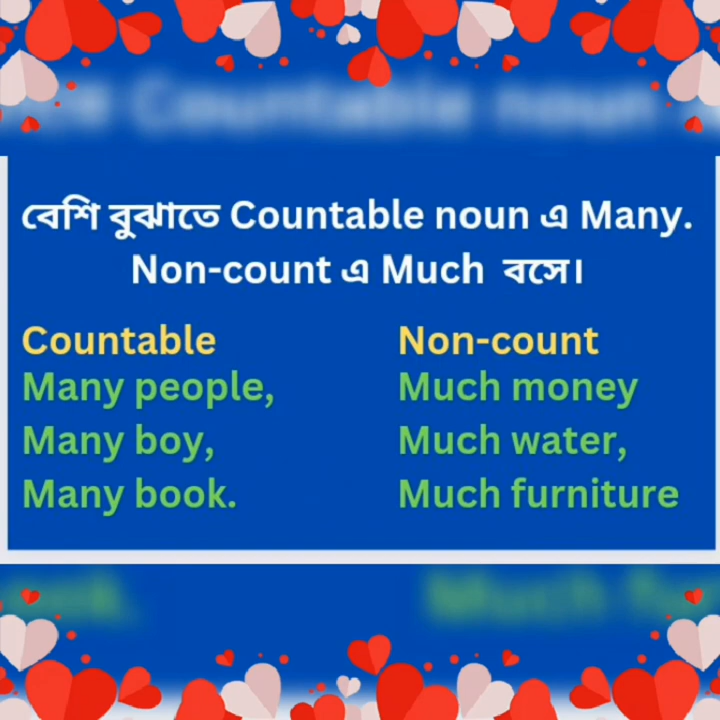 বেশি বুঝাতে Countable noun এ Many.
Non-count এ Much বসে।
Countable
Many people,
Many boy,
Many book.
Non-count
Much money
Much water,
Much furniture